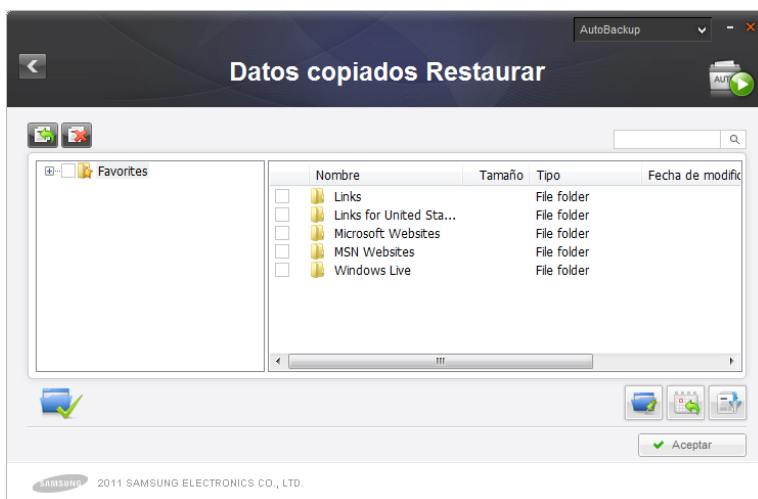 AutoBackup
Datos copiados Restaurar
AUT
Favorites
Nombre Tamaño Tipo Fecha de modific
Links File folder
Links for United Sta... File folder
Microsoft Websites File folder
MSN Websites File folder
Windows Live File folder
Aceptar
SAMSUNG 2011 SAMSUNG ELECTRONICS CO., LTD.